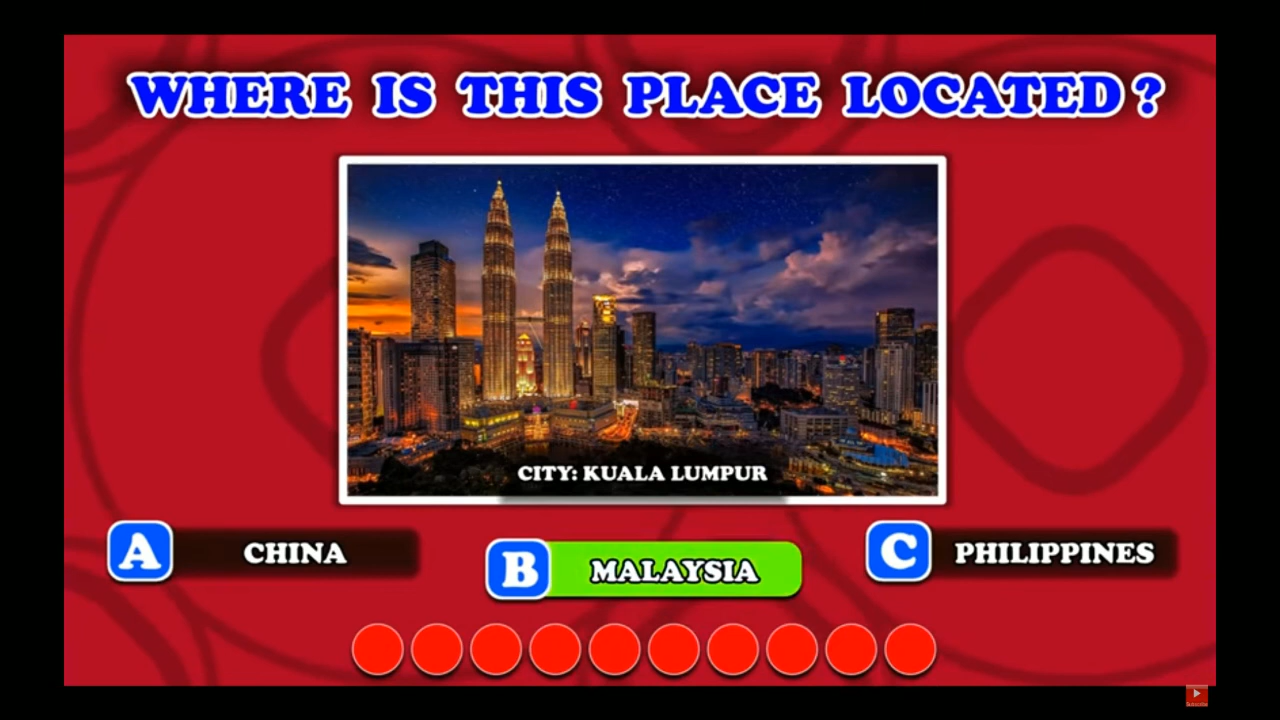 WHERE IS THIS PLACE LOCATED?
CITY: KUALA LUMPUR
A CHINA
B MALAYSIA
C PHILIPPINES